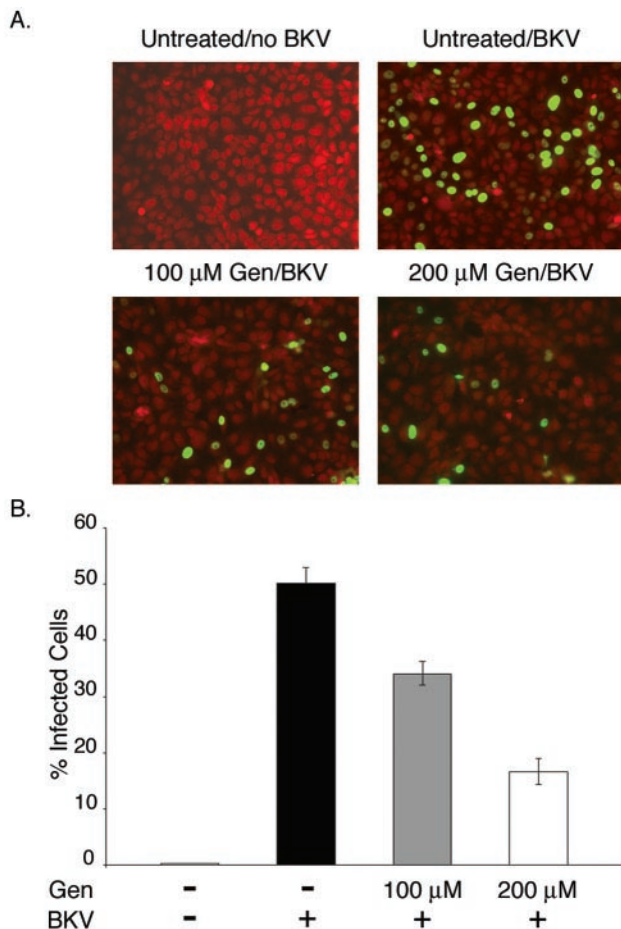 A.
Untreated/no BKV
Untreated/BKV
100 μM Gen/BKV
200 μM Gen/BKV
B.
% Infected Cells
60
50
40
30
20
10
0
Gen - - 100 μM 200 μM
BKV - + + +